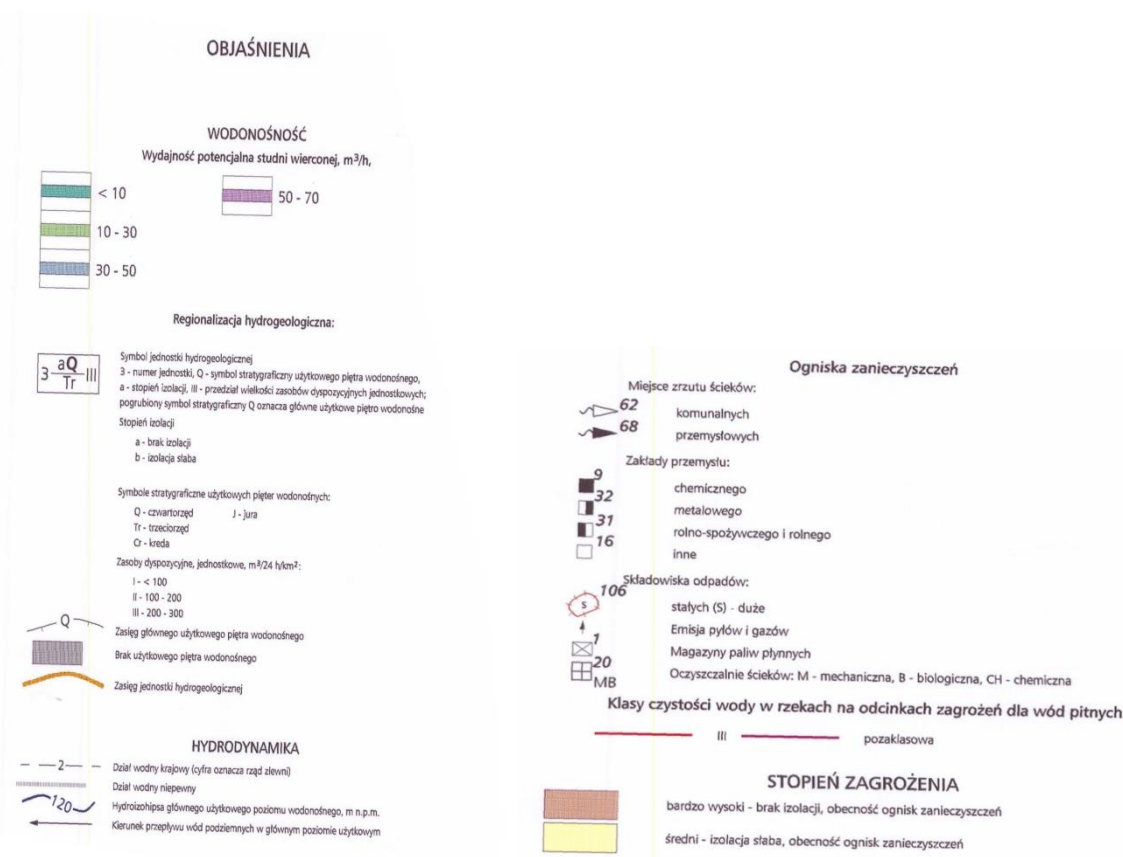 OBJAŚNIENIA
WODONOŚNOŚĆ
Wydajność potencjalna studni wierconej, m³/h,
< 10
50 - 70
10 - 30
30 - 50
Regionalizacja hydrogeologiczna:
3 aQ/Tr III
Symbol jednostki hydrogeologicznej
3 - numer jednostki, Q - symbol stratygraficzny użytkowego piętra wodonośnego,
a - stopień izolacji, III - przedział wielkości zasobów dyspozycyjnych jednostkowych;
pogrubiony symbol stratygraficzny Q oznacza główne użytkowe piętro wodonośne
Stopień izolacji
a - brak izolacji
b - izolacja słaba
Symbole stratygraficzne użytkowych pięter wodonośnych:
Q - czwartorzęd J - jura
Tr - trzeciorzęd
Cr - kreda
Zasoby dyspozycyjne, jednostkowe, m³/24 h/km²:
I - < 100
II - 100 - 200
III - 200 - 300
Q
Zasięg głównego użytkowego piętra wodonośnego
Brak użytkowego piętra wodonośnego
Zasięg jednostki hydrogeologicznej
HYDRODYNAMIKA
2 Dział wodny krajowy (cyfra oznacza rząd zlewni)
Dział wodny niepewny
120 Hydroizohipsa głównego użytkowego poziomu wodonośnego, m n.p.m.
Kierunek przepływu wód podziemnych w głównym poziomie użytkowym
Ogniska zanieczyszczeń
Miejsce zrzutu ścieków:
62 komunalnych
68 przemysłowych
Zakłady przemysłu:
9 chemicznego
32 metalowego
31 rolno-spożywczego i rolnego
16 inne
Składowiska odpadów:
106 S stałych (S) - duże
Emisja pyłów i gazów
1 Magazyny paliw płynnych
20 MB Oczyszczalnie ścieków: M - mechaniczna, B - biologiczna, CH - chemiczna
Klasy czystości wody w rzekach na odcinkach zagrożeń dla wód pitnych
III pozaklasowa
STOPIEŃ ZAGROŻENIA
bardzo wysoki - brak izolacji, obecność ognisk zanieczyszczeń
średni - izolacja słaba, obecność ognisk zanieczyszczeń